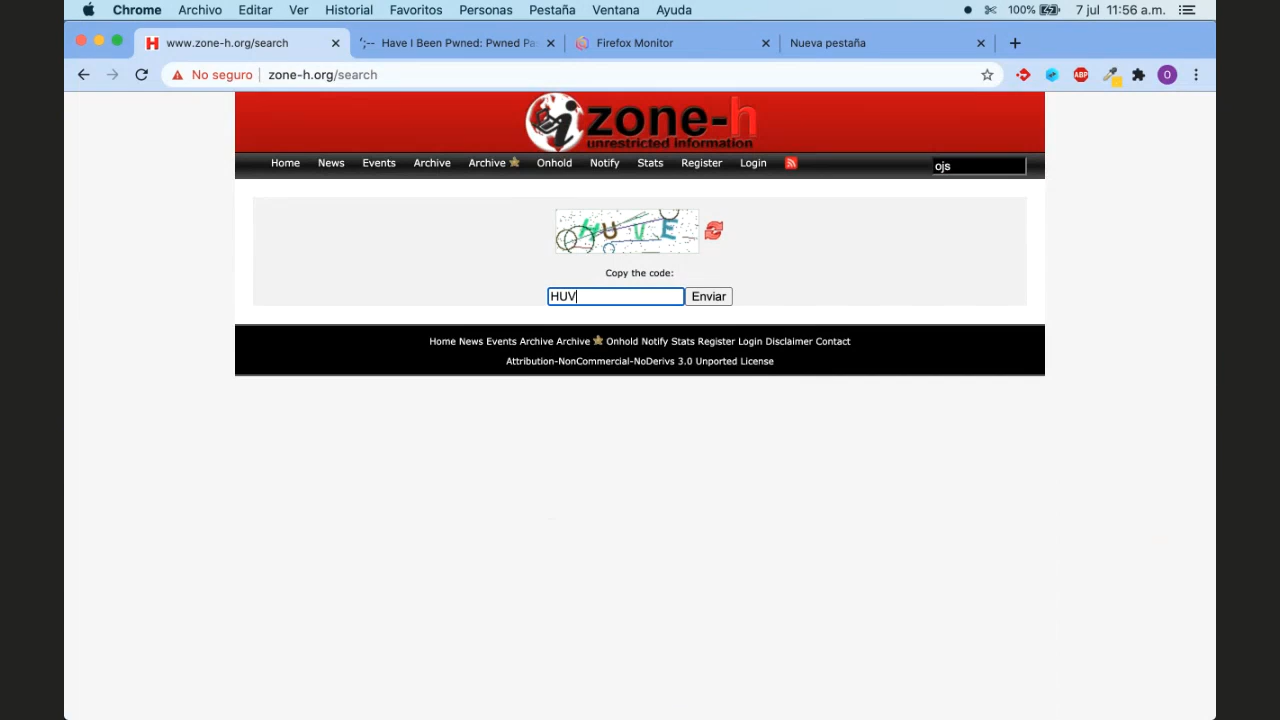 Chrome Archivo Editar Ver Historial Favoritos Personas Pestaña Ventana Ayuda 100% 7 jul 11:56 a.m.
www.zone-h.org/search ';-- Have I Been Pwned: Pwned Pa Firefox Monitor Nueva pestaña
No seguro zone-h.org/search ABP O
zone-h
unrestricted information
Home News Events Archive Archive Onhold Notify Stats Register Login ojs
HUVE
Copy the code:
HUV Enviar
Home News Events Archive Archive Onhold Notify Stats Register Login Disclaimer Contact
Attribution-NonCommercial-NoDerivs 3.0 Unported License